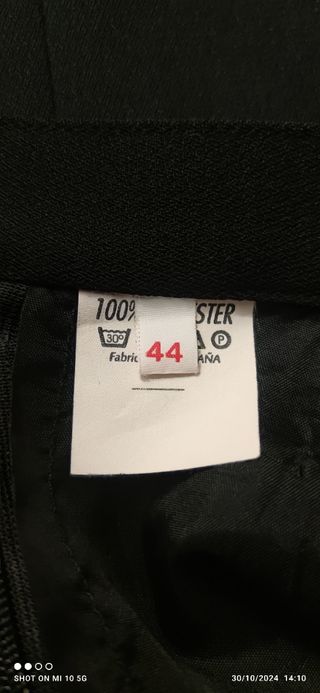 100%
STER
30º
P
Fabric
AÑA
44
SHOT ON MI 10 5G
30/10/2024 14:10